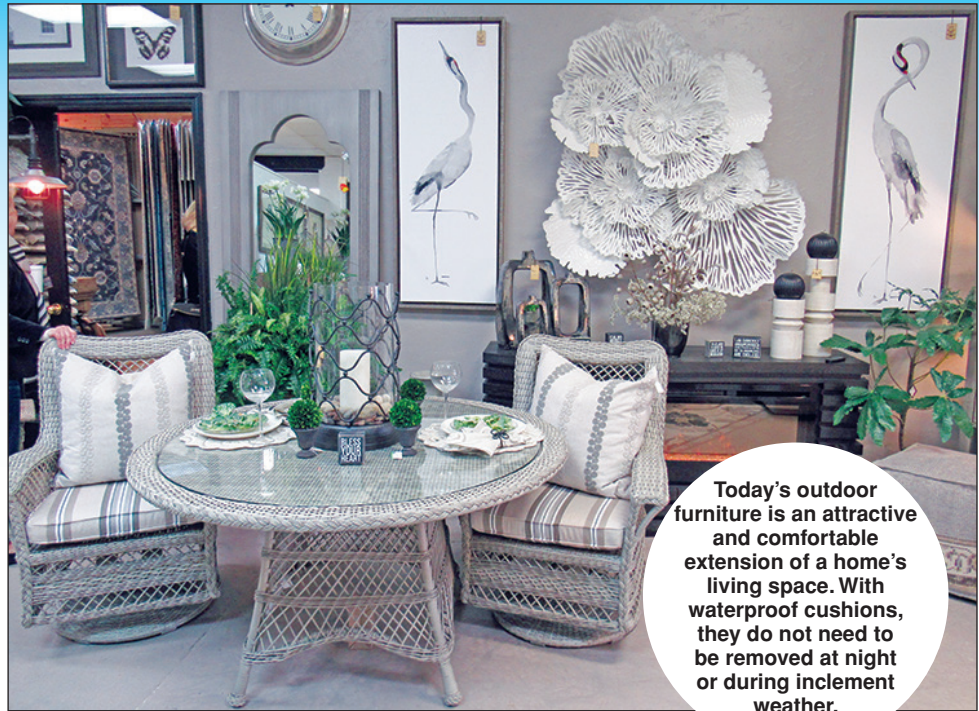 BLESS
YOUR
HEART
Today's outdoor
furniture is an attractive
and comfortable
extension of a home's
living space. With
waterproof cushions,
they do not need to
be removed at night
or during inclement
weather.